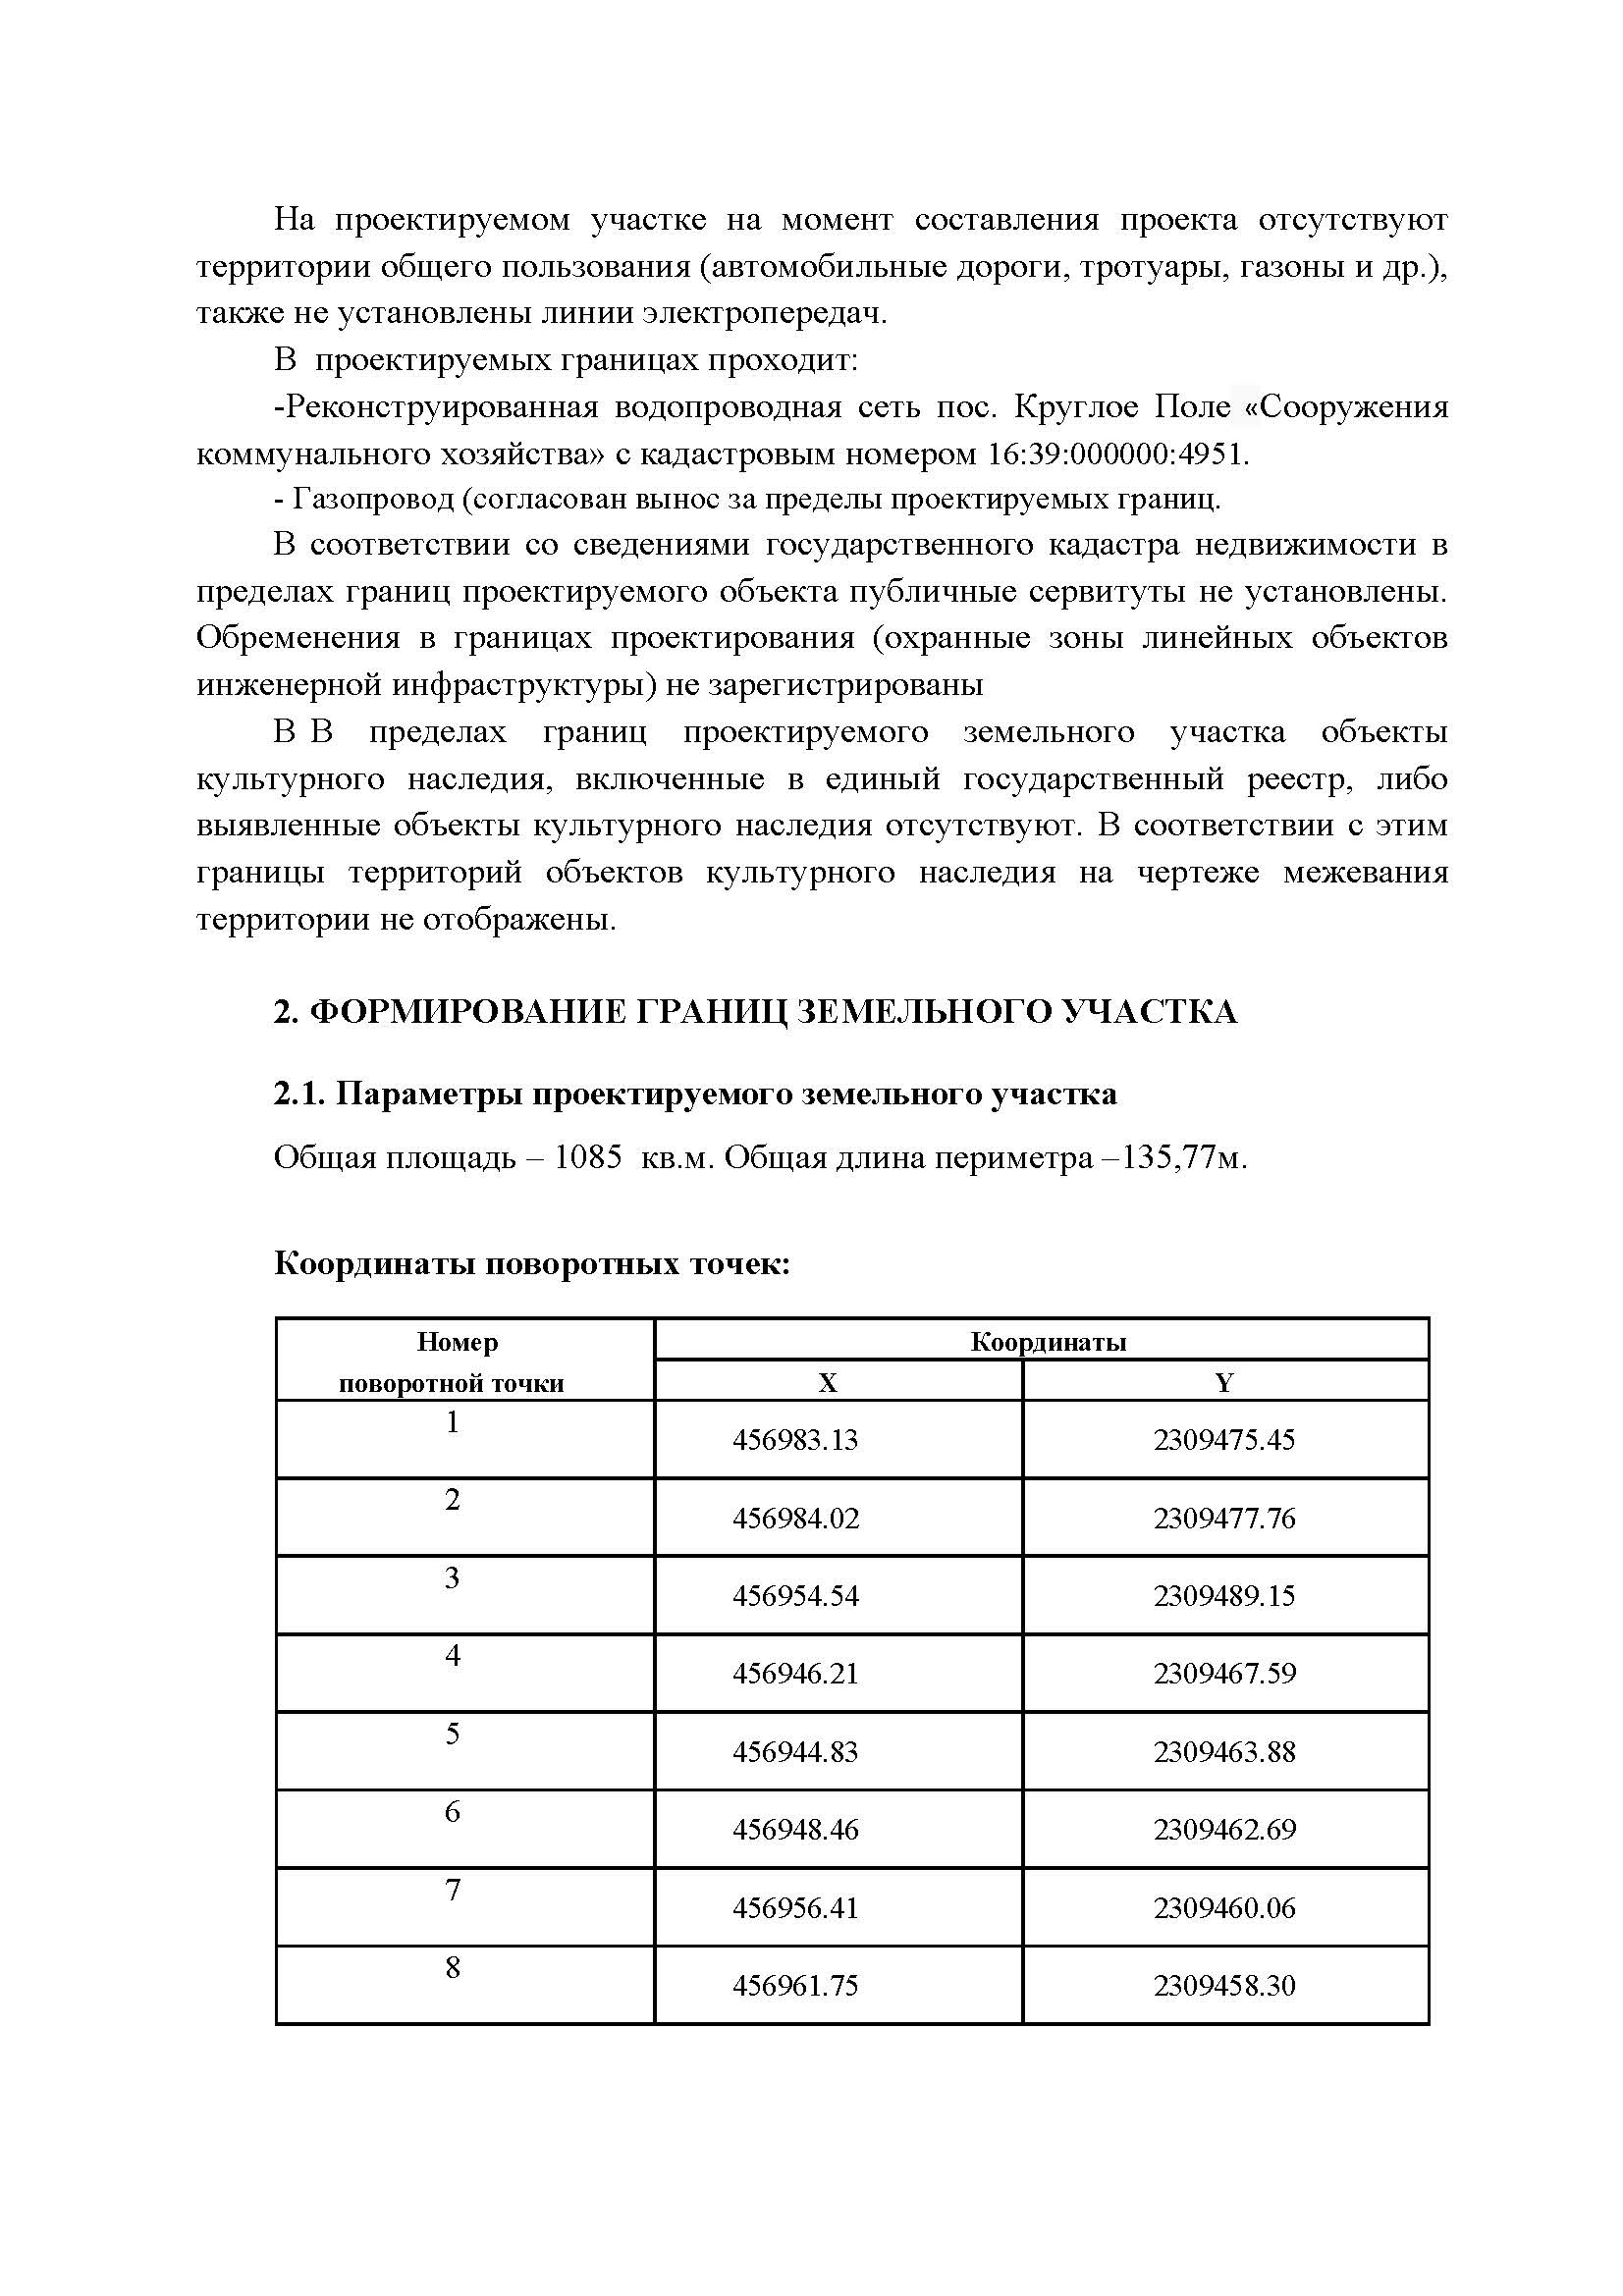 На проектируемом участке на момент составления проекта отсутствуют
территории общего пользования (автомобильные дороги, тротуары, газоны и др.),
также не установлены линии электропередач.
В проектируемых границах проходит:
-Реконструированная водопроводная сеть пос. Круглое Поле «Сооружения
коммунального хозяйства» с кадастровым номером 16:39:000000:4951.
- Газопровод (согласован вынос за пределы проектируемых границ.
В соответствии со сведениями государственного кадастра недвижимости в
пределах границ проектируемого объекта публичные сервитуты не установлены.
Обременения в границах проектирования (охранные зоны линейных объектов
инженерной инфраструктуры) не зарегистрированы
В В пределах границ проектируемого земельного участка объекты
культурного наследия, включенные в единый государственный реестр, либо
выявленные объекты культурного наследия отсутствуют. В соответствии с этим
границы территорий объектов культурного наследия на чертеже межевания
территории не отображены.
2. ФОРМИРОВАНИЕ ГРАНИЦ ЗЕМЕЛЬНОГО УЧАСТКА
2.1. Параметры проектируемого земельного участка
Общая площадь – 1085 кв.м. Общая длина периметра –135,77м.
Координаты поворотных точек:
Номер Координаты
поворотной точки X Y
1 456983.13 2309475.45
2 456984.02 2309477.76
3 456954.54 2309489.15
4 456946.21 2309467.59
5 456944.83 2309463.88
6 456948.46 2309462.69
7 456956.41 2309460.06
8 456961.75 2309458.30